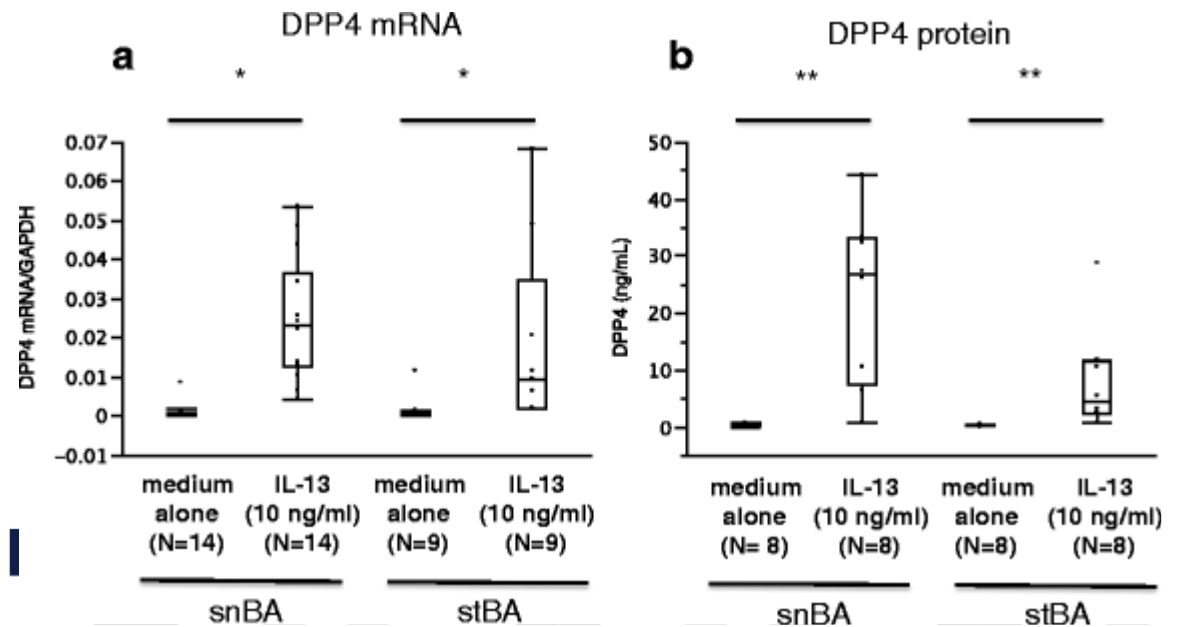 DPP4 mRNA
a
*
*
DPP4 mRNA/GAPDH
0.07
0.06
0.05
0.04
0.03
0.02
0.01
0
−0.01
medium alone (N=14)
IL-13 (10 ng/ml) (N=14)
medium alone (N=9)
IL-13 (10 ng/ml) (N=9)
snBA
stBA
DPP4 protein
b
**
**
DPP4 (ng/mL)
50
40
30
20
10
0
medium alone (N= 8)
IL-13 (10 ng/ml) (N=8)
medium alone (N=8)
IL-13 (10 ng/ml) (N=8)
snBA
stBA